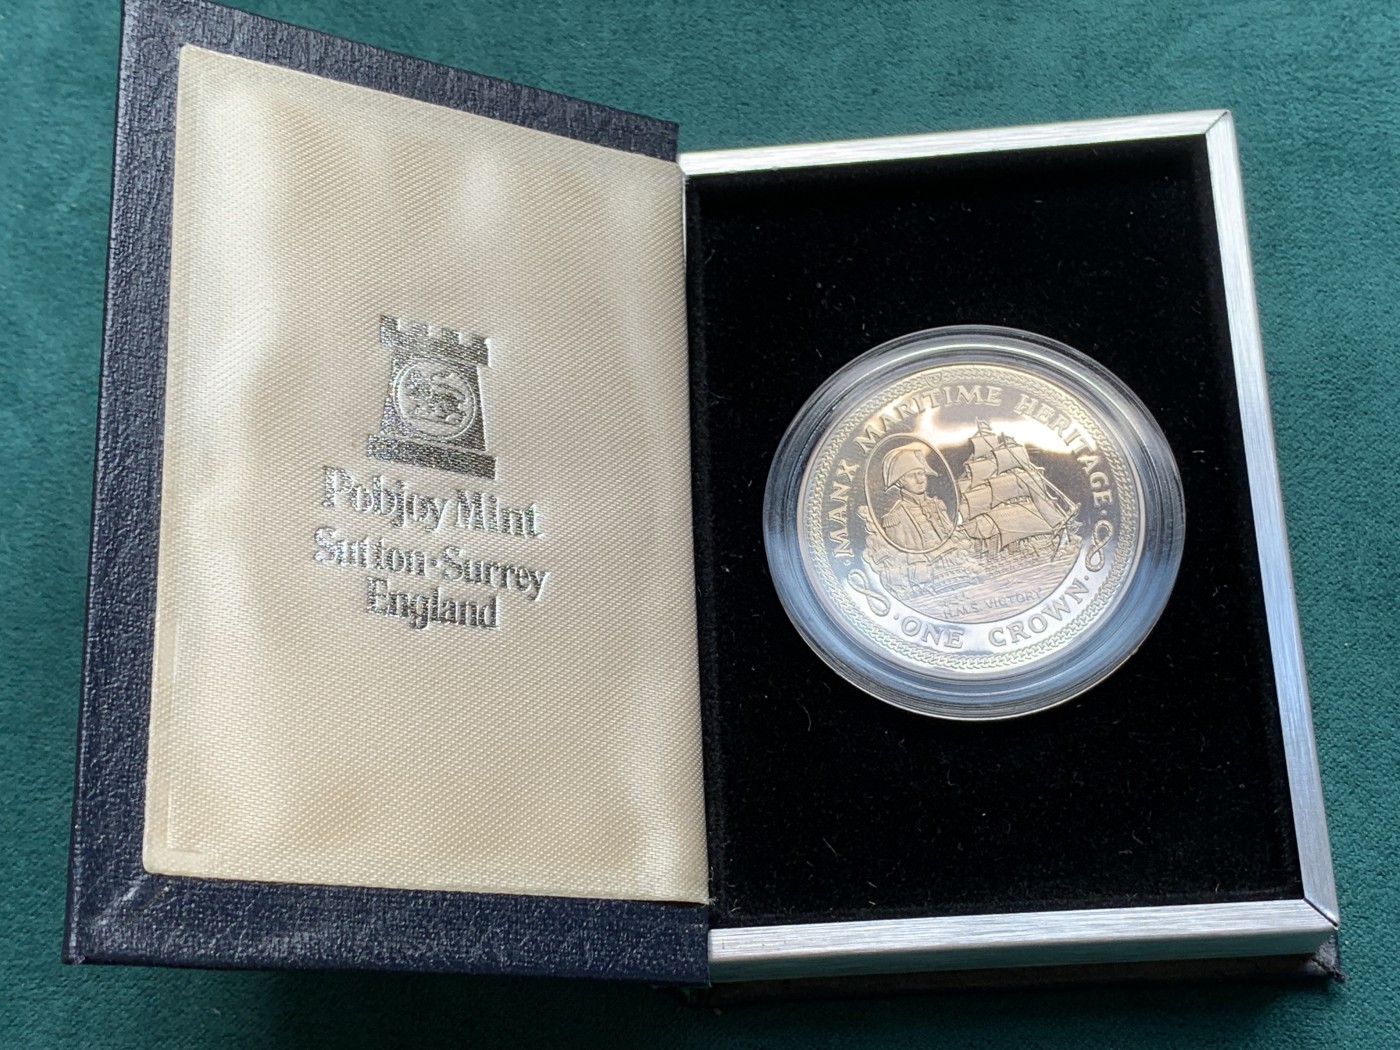 Pobjoy Mint
Sutton·Surrey
England
·MANX MARITIME HERITAGE·
H.M.S. VICTORY
·ONE CROWN·